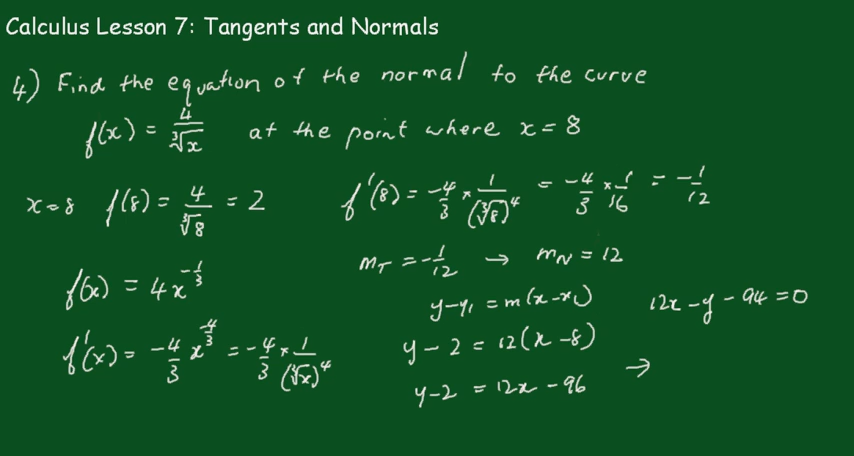 Calculus Lesson 7: Tangents and Normals
4) Find the equation of the normal to the curve
f(x) = 4/∛x at the point where x = 8
x = 8 f(8) = 4/∛8 = 2
f(x) = 4x^(-1/3)
f'(x) = -4/3 x^(-4/3) = -4/3 × 1/(∛x)^4
f'(8) = -4/3 × 1/(∛8)^4 = -4/3 × 1/16 = -1/12
m_T = -1/12 → m_N = 12
y-y₁ = m(x-x₁)
y-2 = 12(x-8)
y-2 = 12x-96 →
12x-y-94=0